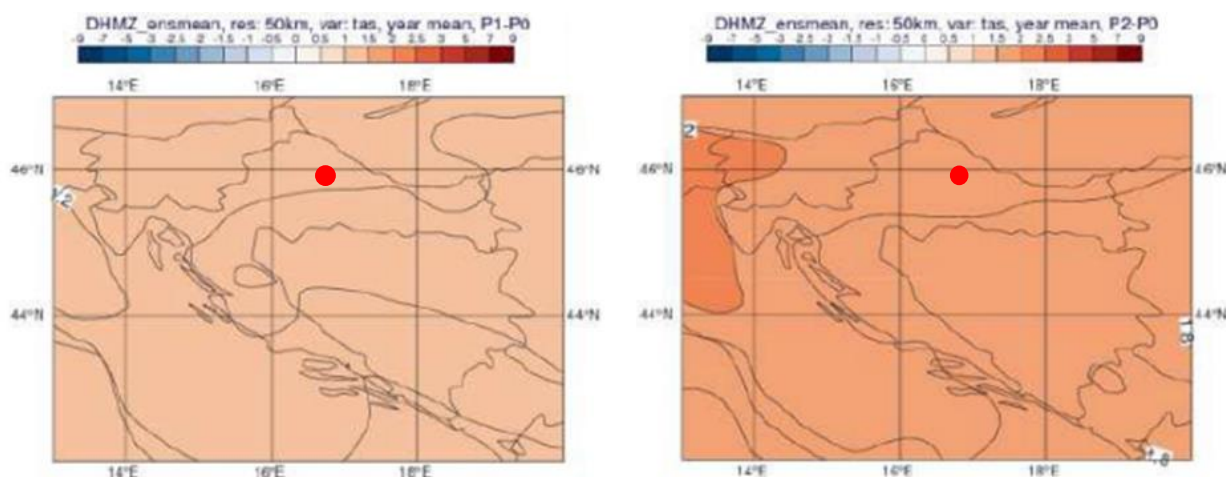 DHMZ_ensmean, res: 50km, var: tas, year mean, P1-P0
-9 -7 -5 -3 -2.5 -2 -1.5 -1 -0.5 0 0.5 1 1.5 2 2.5 3 5 7 9
14°E 16°E 18°E
46°N 46°N
44°N 44°N
14°E 16°E 18°E
DHMZ_ensmean, res: 50km, var: tas, year mean, P2-P0
-9 -7 -5 -3 -2.5 -2 -1.5 -1 -0.5 0 0.5 1 1.5 2 2.5 3 5 7 9
14°E 16°E 18°E
2
46°N
44°N
1.8
1.8
14°E 16°E 18°E